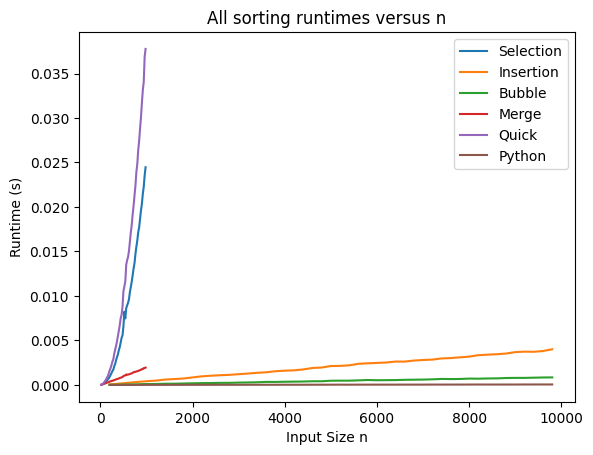 All sorting runtimes versus n
Selection
Insertion
Bubble
Merge
Quick
Python
Runtime (s)
0.035
0.030
0.025
0.020
0.015
0.010
0.005
0.000
0
2000
4000
6000
8000
10000
Input Size n